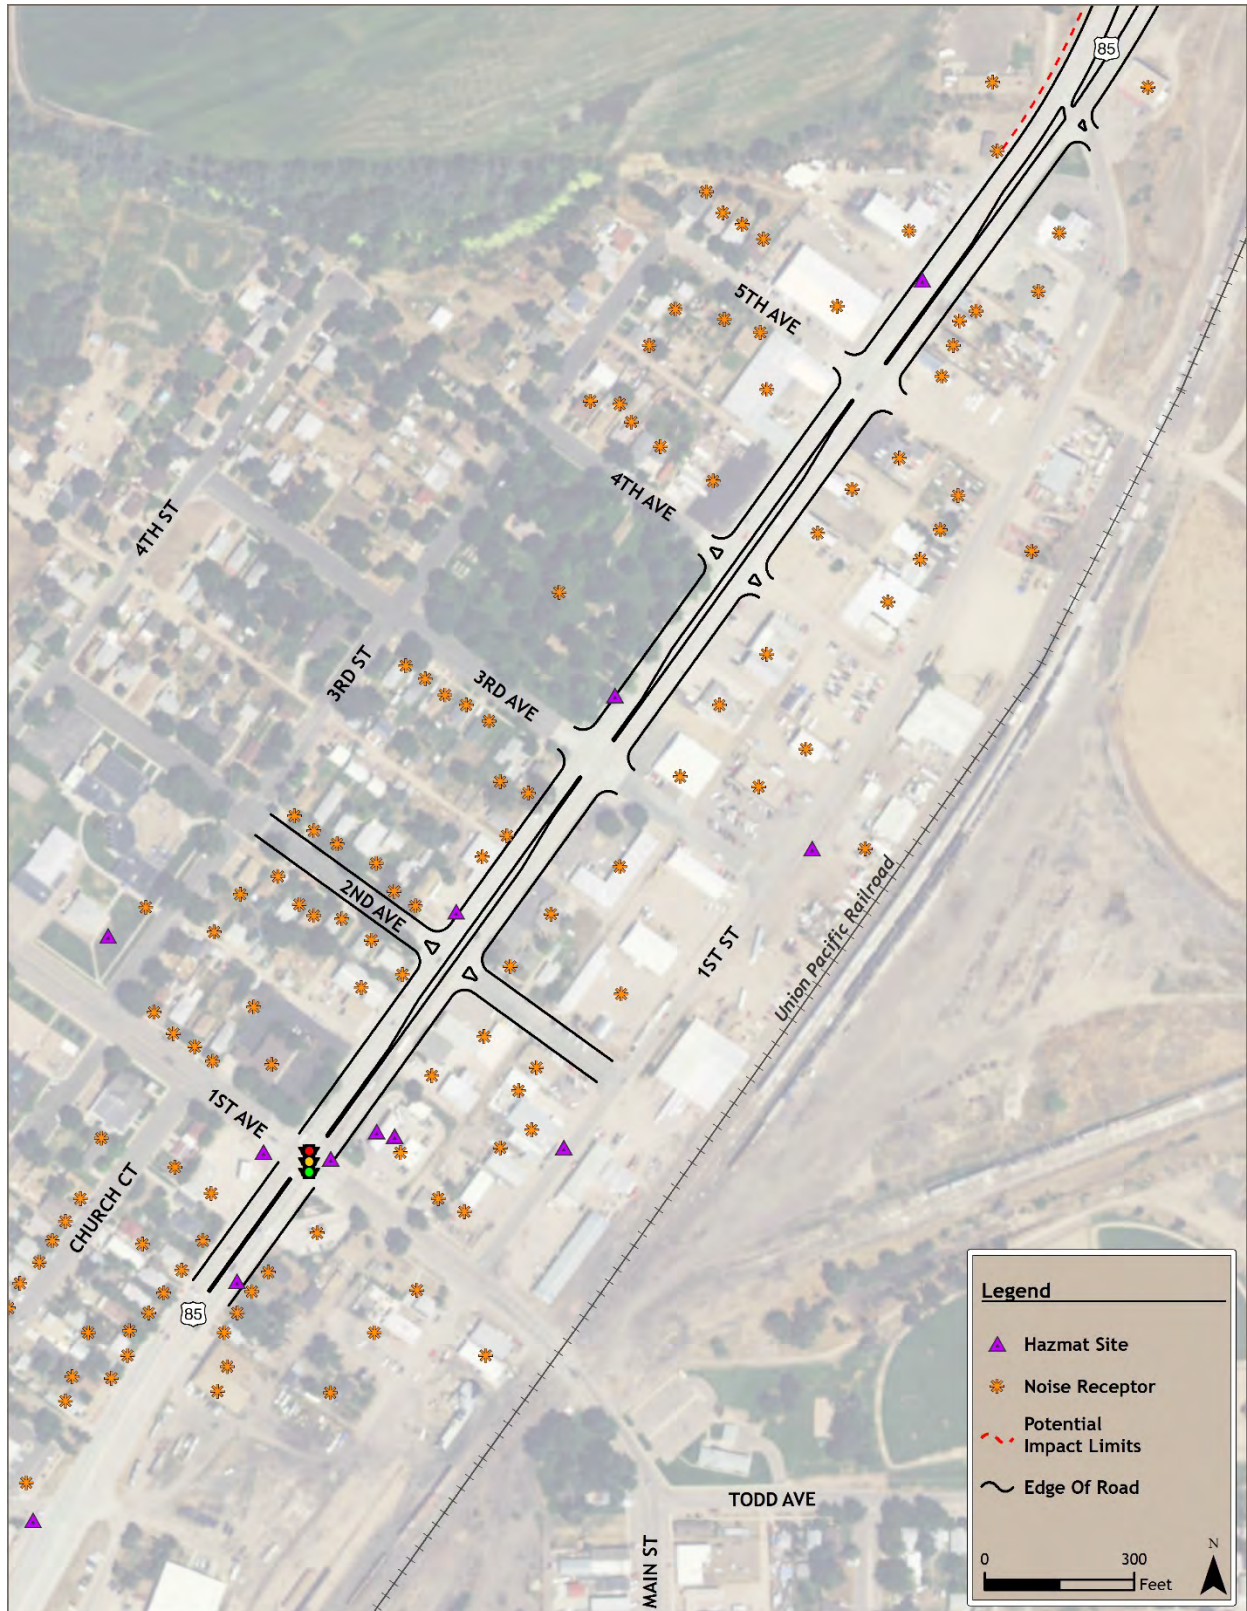 85
5TH AVE
4TH AVE
4TH ST
3RD ST
3RD AVE
2ND AVE
1ST ST
Union Pacific Railroad
1ST AVE
CHURCH CT
85
TODD AVE
MAIN ST
Legend
Hazmat Site
Noise Receptor
Potential
Impact Limits
Edge Of Road
N
0 300
Feet